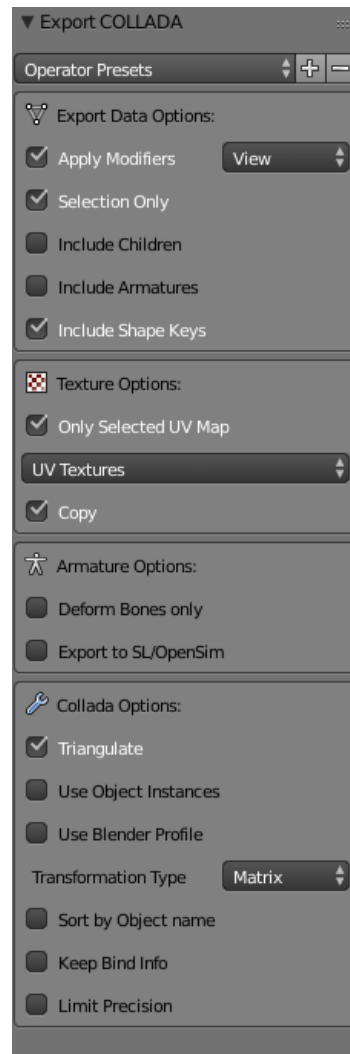 Export COLLADA
Operator Presets
Export Data Options:
Apply Modifiers View
Selection Only
Include Children
Include Armatures
Include Shape Keys
Texture Options:
Only Selected UV Map
UV Textures
Copy
Armature Options:
Deform Bones only
Export to SL/OpenSim
Collada Options:
Triangulate
Use Object Instances
Use Blender Profile
Transformation Type Matrix
Sort by Object name
Keep Bind Info
Limit Precision